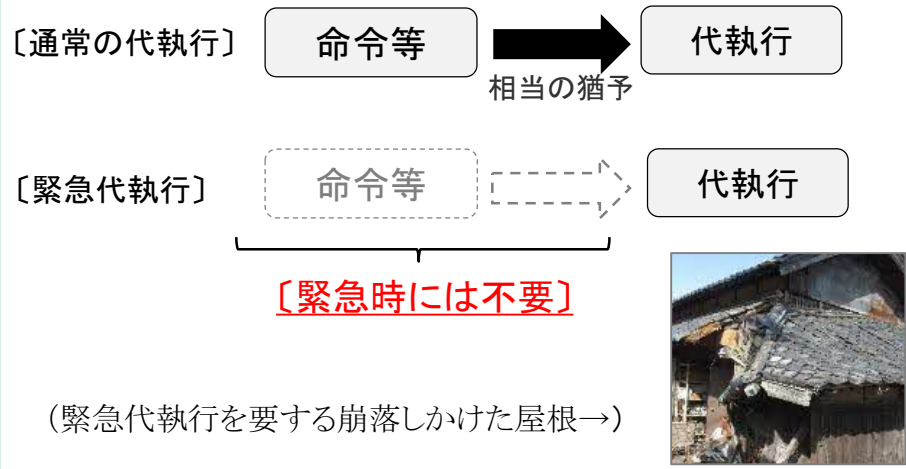 〔通常の代執行〕 命令等 代執行
相当の猶予
〔緊急代執行〕 命令等 代執行
〔緊急時には不要〕
（緊急代執行を要する崩落しかけた屋根→）